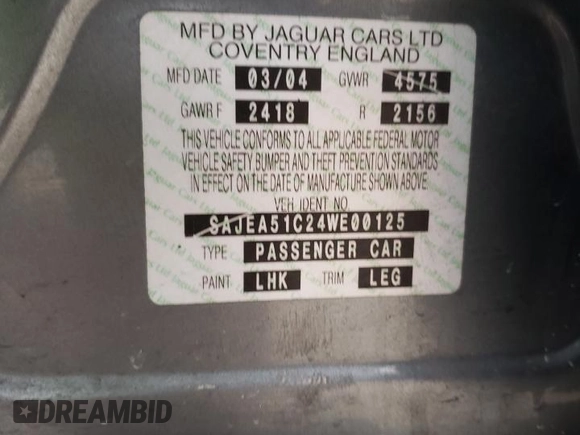 MFD BY JAGUAR CARS LTD
COVENTRY ENGLAND
MFD DATE 03/04 GVWR 4575
GAWR F 2418 R 2156
THIS VEHICLE CONFORMS TO ALL APPLICABLE FEDERAL MOTOR
VEHICLE SAFETY BUMPER AND THEFT PREVENTION STANDARDS
IN EFFECT ON THE DATE OF MANUFACTURE SHOWN ABOVE
VEH IDENT NO
SAJEA51C24WE00125
TYPE PASSENGER CAR
PAINT LHK TRIM LEG
DREAMBID